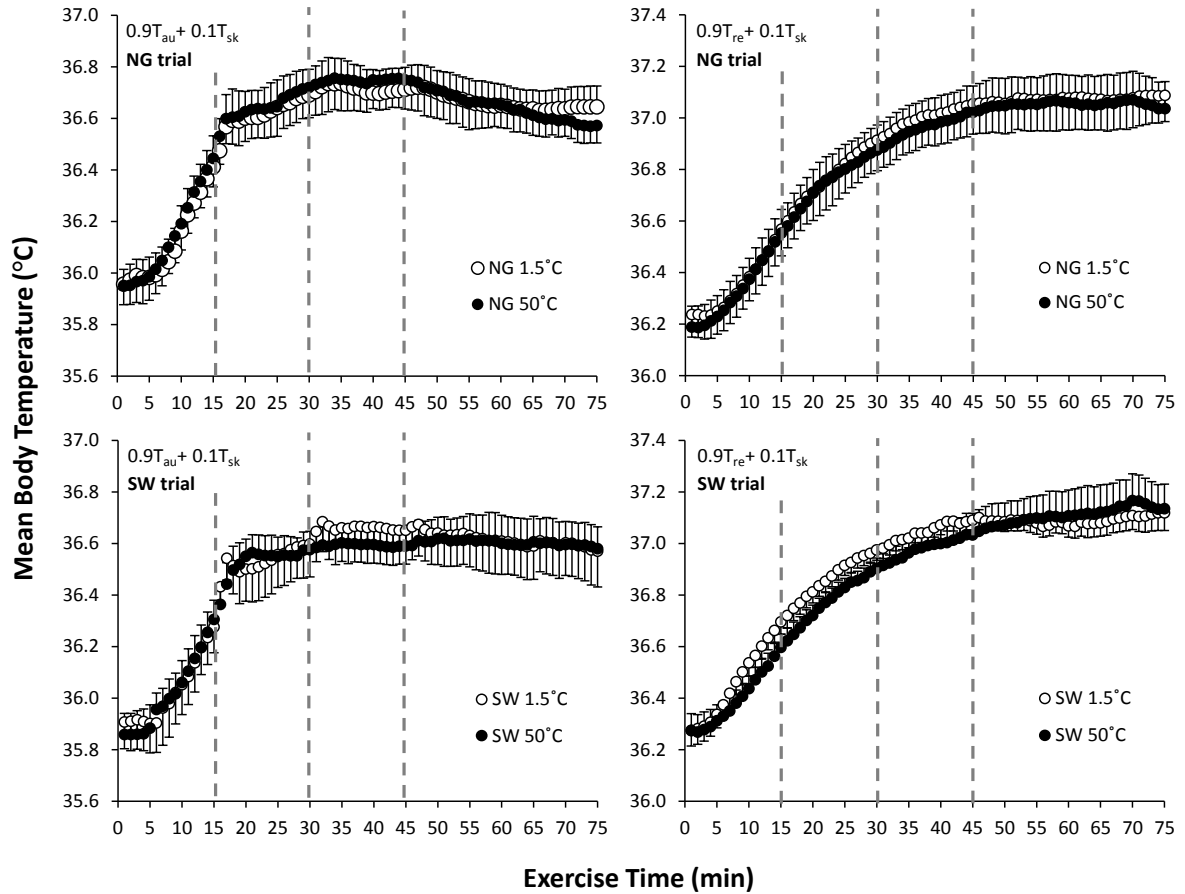 Mean Body Temperature (°C)
37.0
36.8
36.6
36.4
36.2
36.0
35.8
35.6
0.9Tau+ 0.1Tsk
NG trial
NG 1.5˚C
NG 50˚C
0 5 10 15 20 25 30 35 40 45 50 55 60 65 70 75
37.4
37.2
37.0
36.8
36.6
36.4
36.2
36.0
0.9Tre+ 0.1Tsk
NG trial
NG 1.5˚C
NG 50˚C
0 5 10 15 20 25 30 35 40 45 50 55 60 65 70 75
37.0
36.8
36.6
36.4
36.2
36.0
35.8
35.6
0.9Tau+ 0.1Tsk
SW trial
SW 1.5˚C
SW 50˚C
0 5 10 15 20 25 30 35 40 45 50 55 60 65 70 75
37.4
37.2
37.0
36.8
36.6
36.4
36.2
36.0
0.9Tre+ 0.1Tsk
SW trial
SW 1.5˚C
SW 50˚C
0 5 10 15 20 25 30 35 40 45 50 55 60 65 70 75
Exercise Time (min)